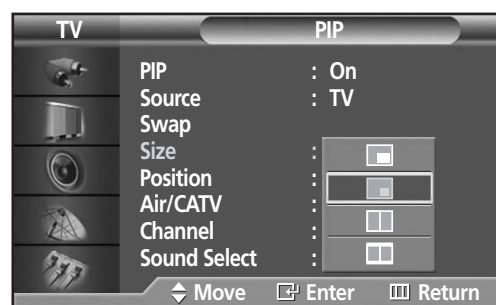 TV
PIP
PIP : On
Source : TV
Swap
Size :
Position :
Air/CATV :
Channel :
Sound Select :
Move Enter Return